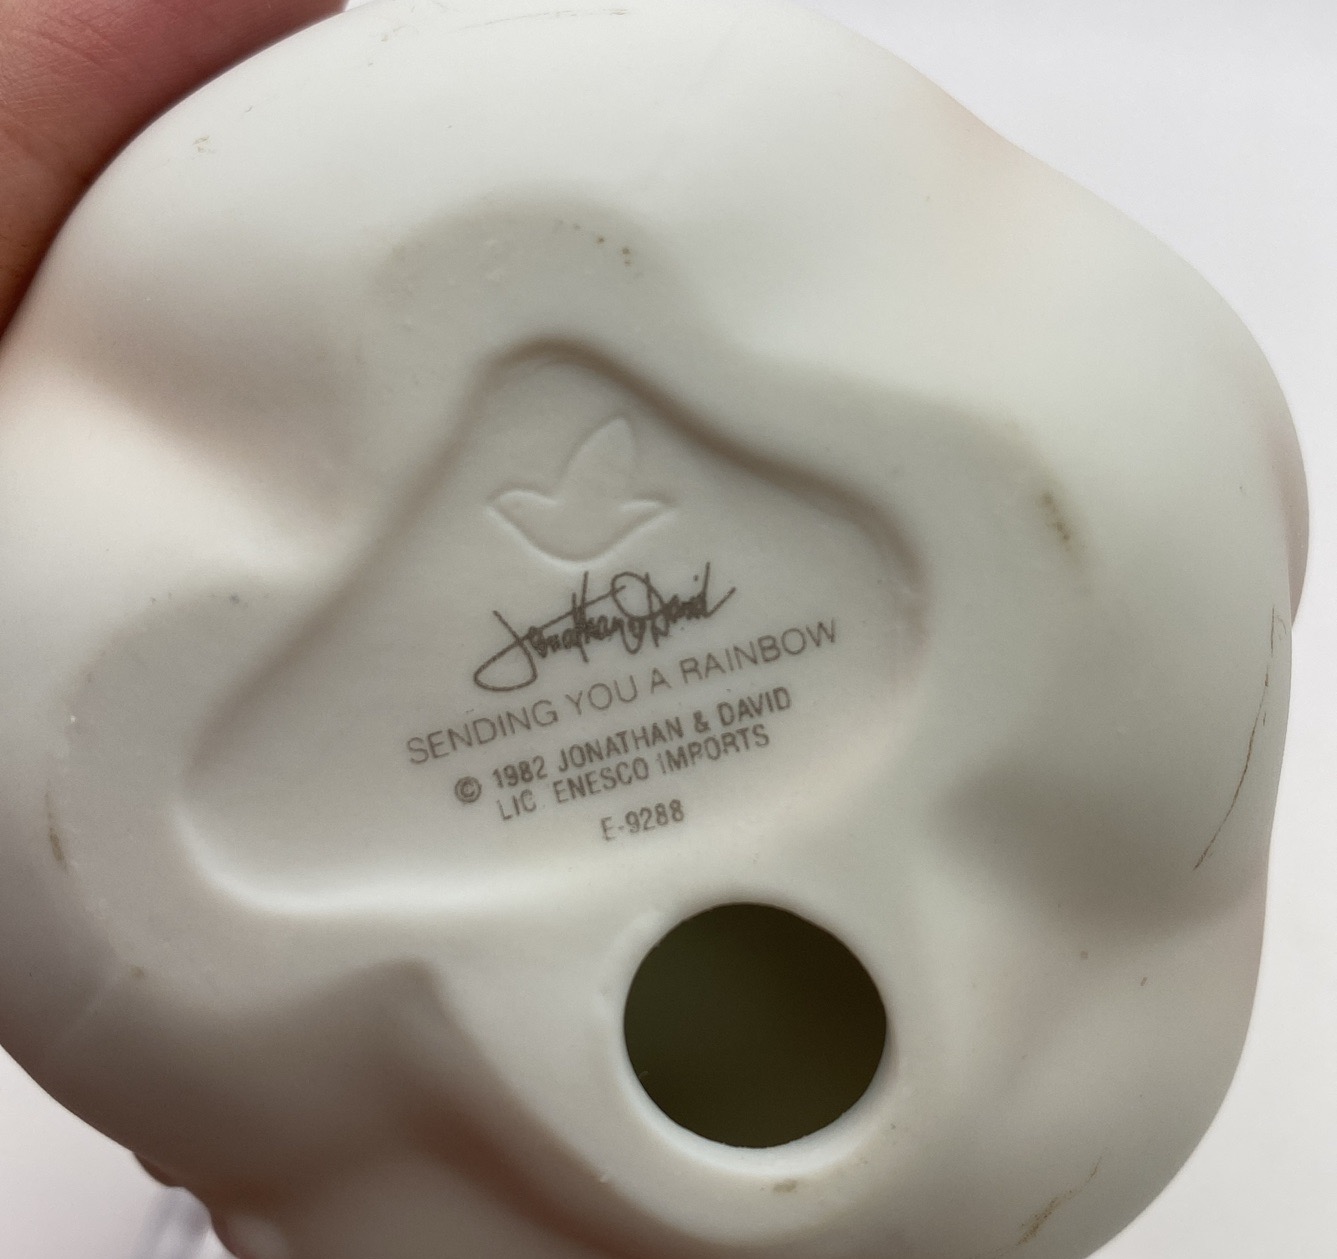 Jonathan & David
SENDING YOU A RAINBOW
© 1982 JONATHAN & DAVID
LIC ENESCO IMPORTS
E-9288